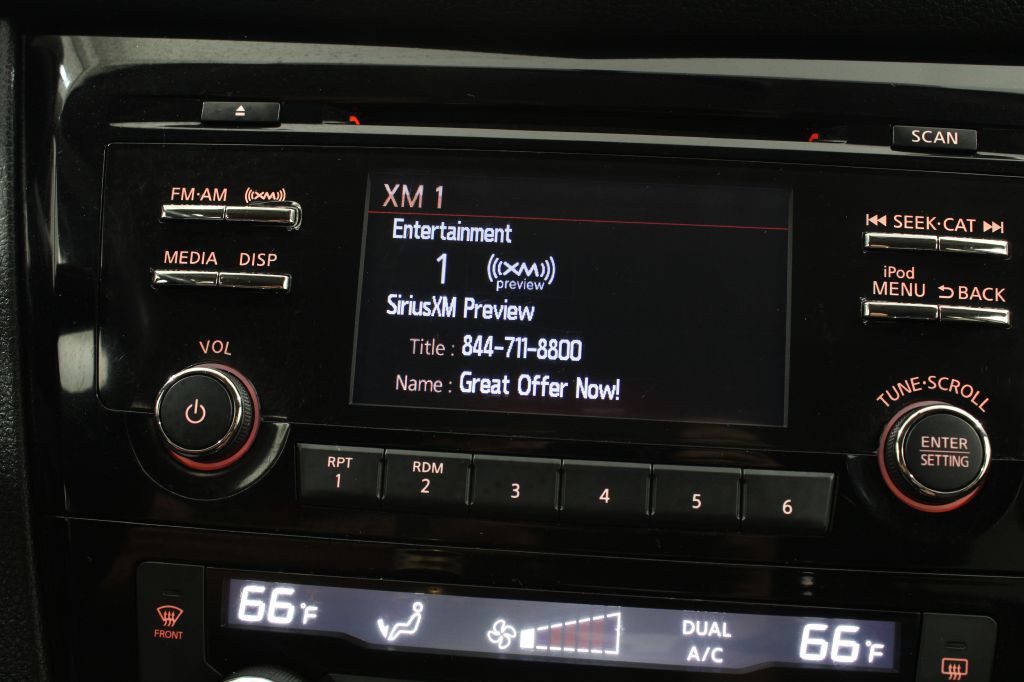 SCAN
FM·AM (((XM)))
XM 1
SEEK·CAT
Entertainment
MEDIA DISP
1 (((XM)))
preview
iPod
MENU BACK
SiriusXM Preview
VOL
Title : 844-711-8800
Name : Great Offer Now!
TUNE·SCROLL
ENTER
SETTING
RPT
1
RDM
2
3
4
5
6
66°F
DUAL
A/C
66°F
FRONT